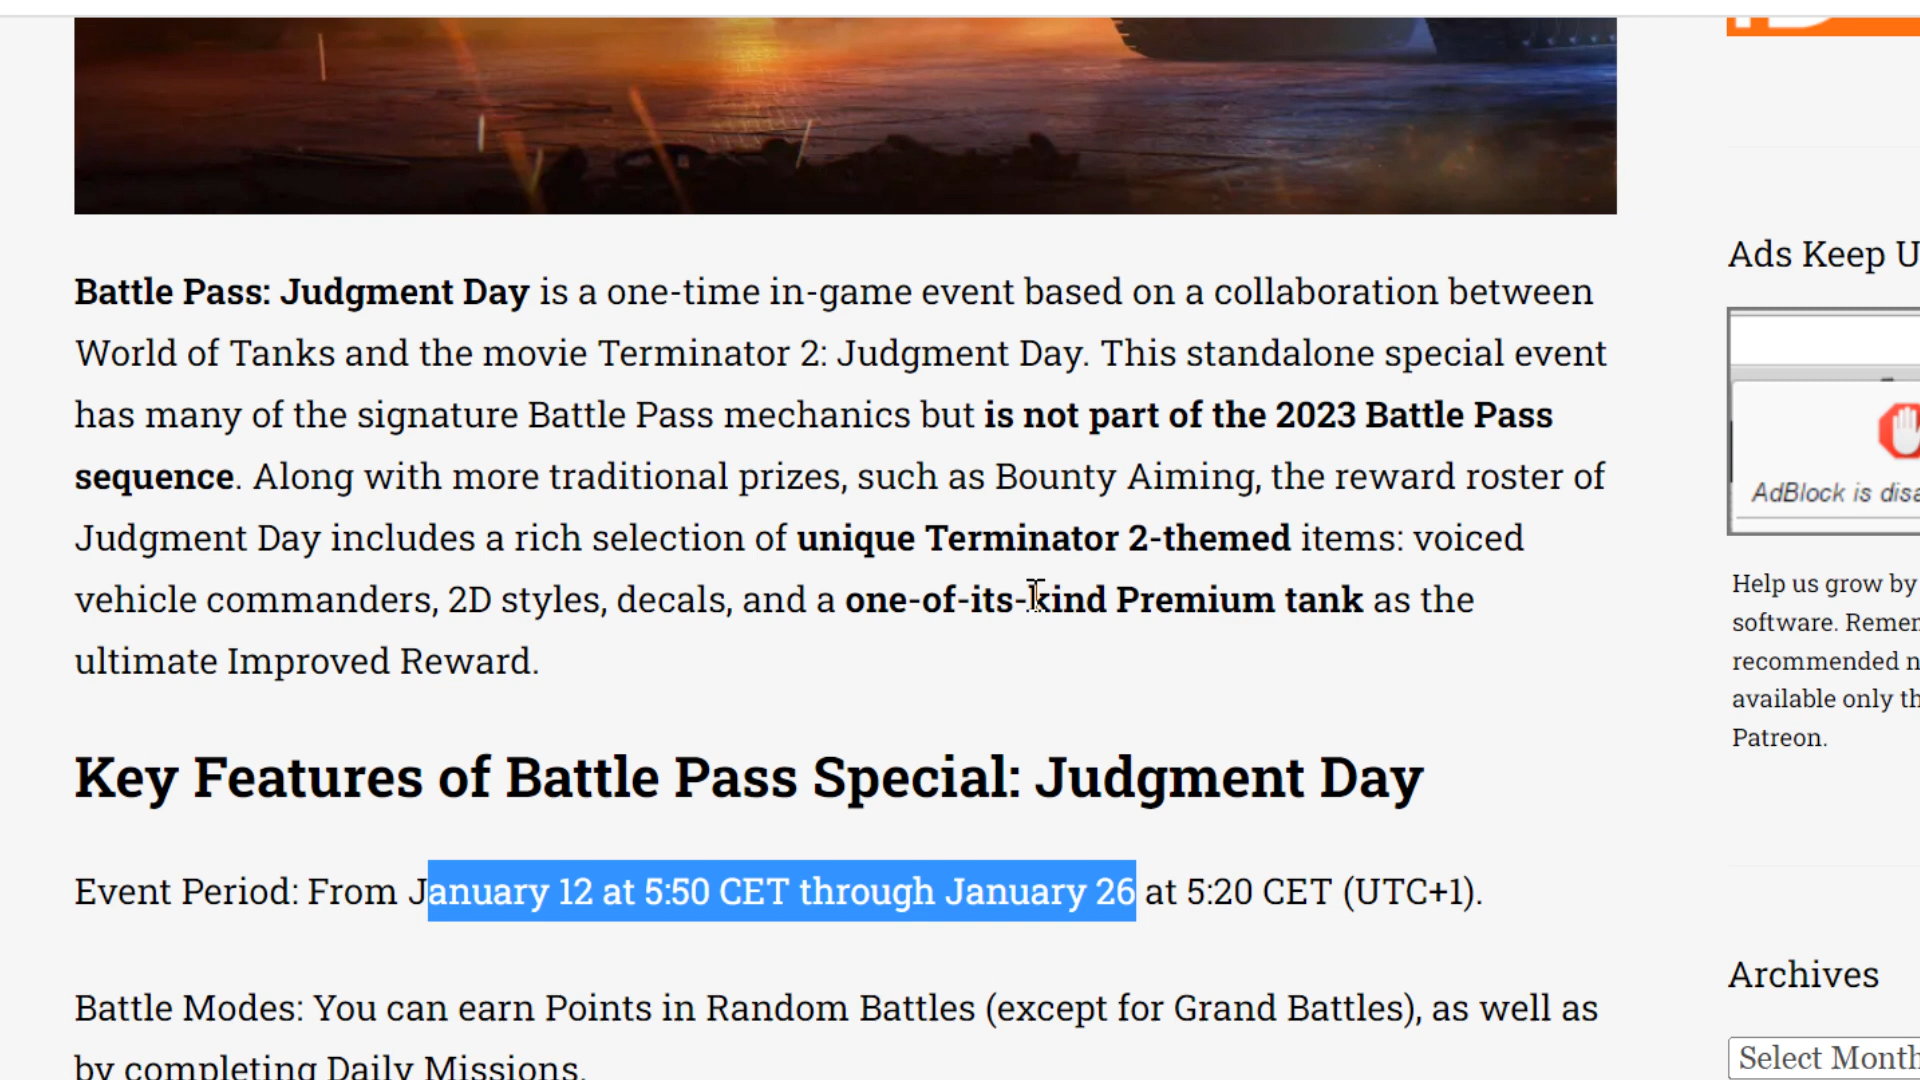 Battle Pass: Judgment Day is a one-time in-game event based on a collaboration between
World of Tanks and the movie Terminator 2: Judgment Day. This standalone special event
has many of the signature Battle Pass mechanics but is not part of the 2023 Battle Pass
sequence. Along with more traditional prizes, such as Bounty Aiming, the reward roster of
Judgment Day includes a rich selection of unique Terminator 2-themed items: voiced
vehicle commanders, 2D styles, decals, and a one-of-its-kind Premium tank as the
ultimate Improved Reward.
Key Features of Battle Pass Special: Judgment Day
Event Period: From January 12 at 5:50 CET through January 26 at 5:20 CET (UTC+1).
Battle Modes: You can earn Points in Random Battles (except for Grand Battles), as well as
by completing Daily Missions.
Ads Keep U
AdBlock is disa
Help us grow by
software. Remem
recommended n
available only th
Patreon.
Archives
Select Month